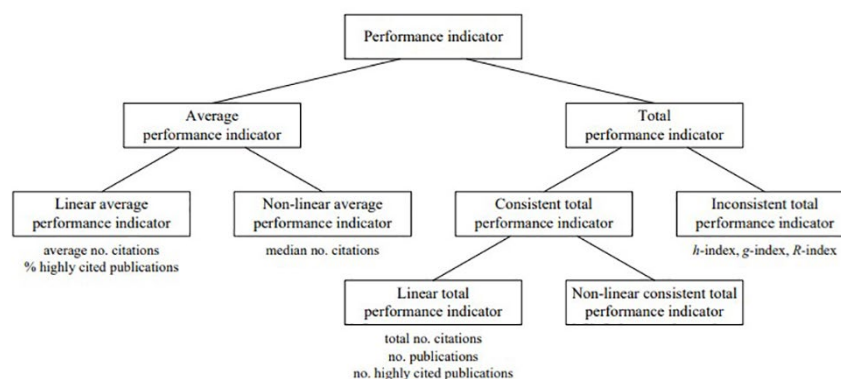 Performance indicator
Average
performance indicator
Total
performance indicator
Linear average
performance indicator
Non-linear average
performance indicator
Consistent total
performance indicator
Inconsistent total
performance indicator
average no. citations
% highly cited publications
median no. citations
h-index, g-index, R-index
Linear total
performance indicator
Non-linear consistent total
performance indicator
total no. citations
no. publications
no. highly cited publications